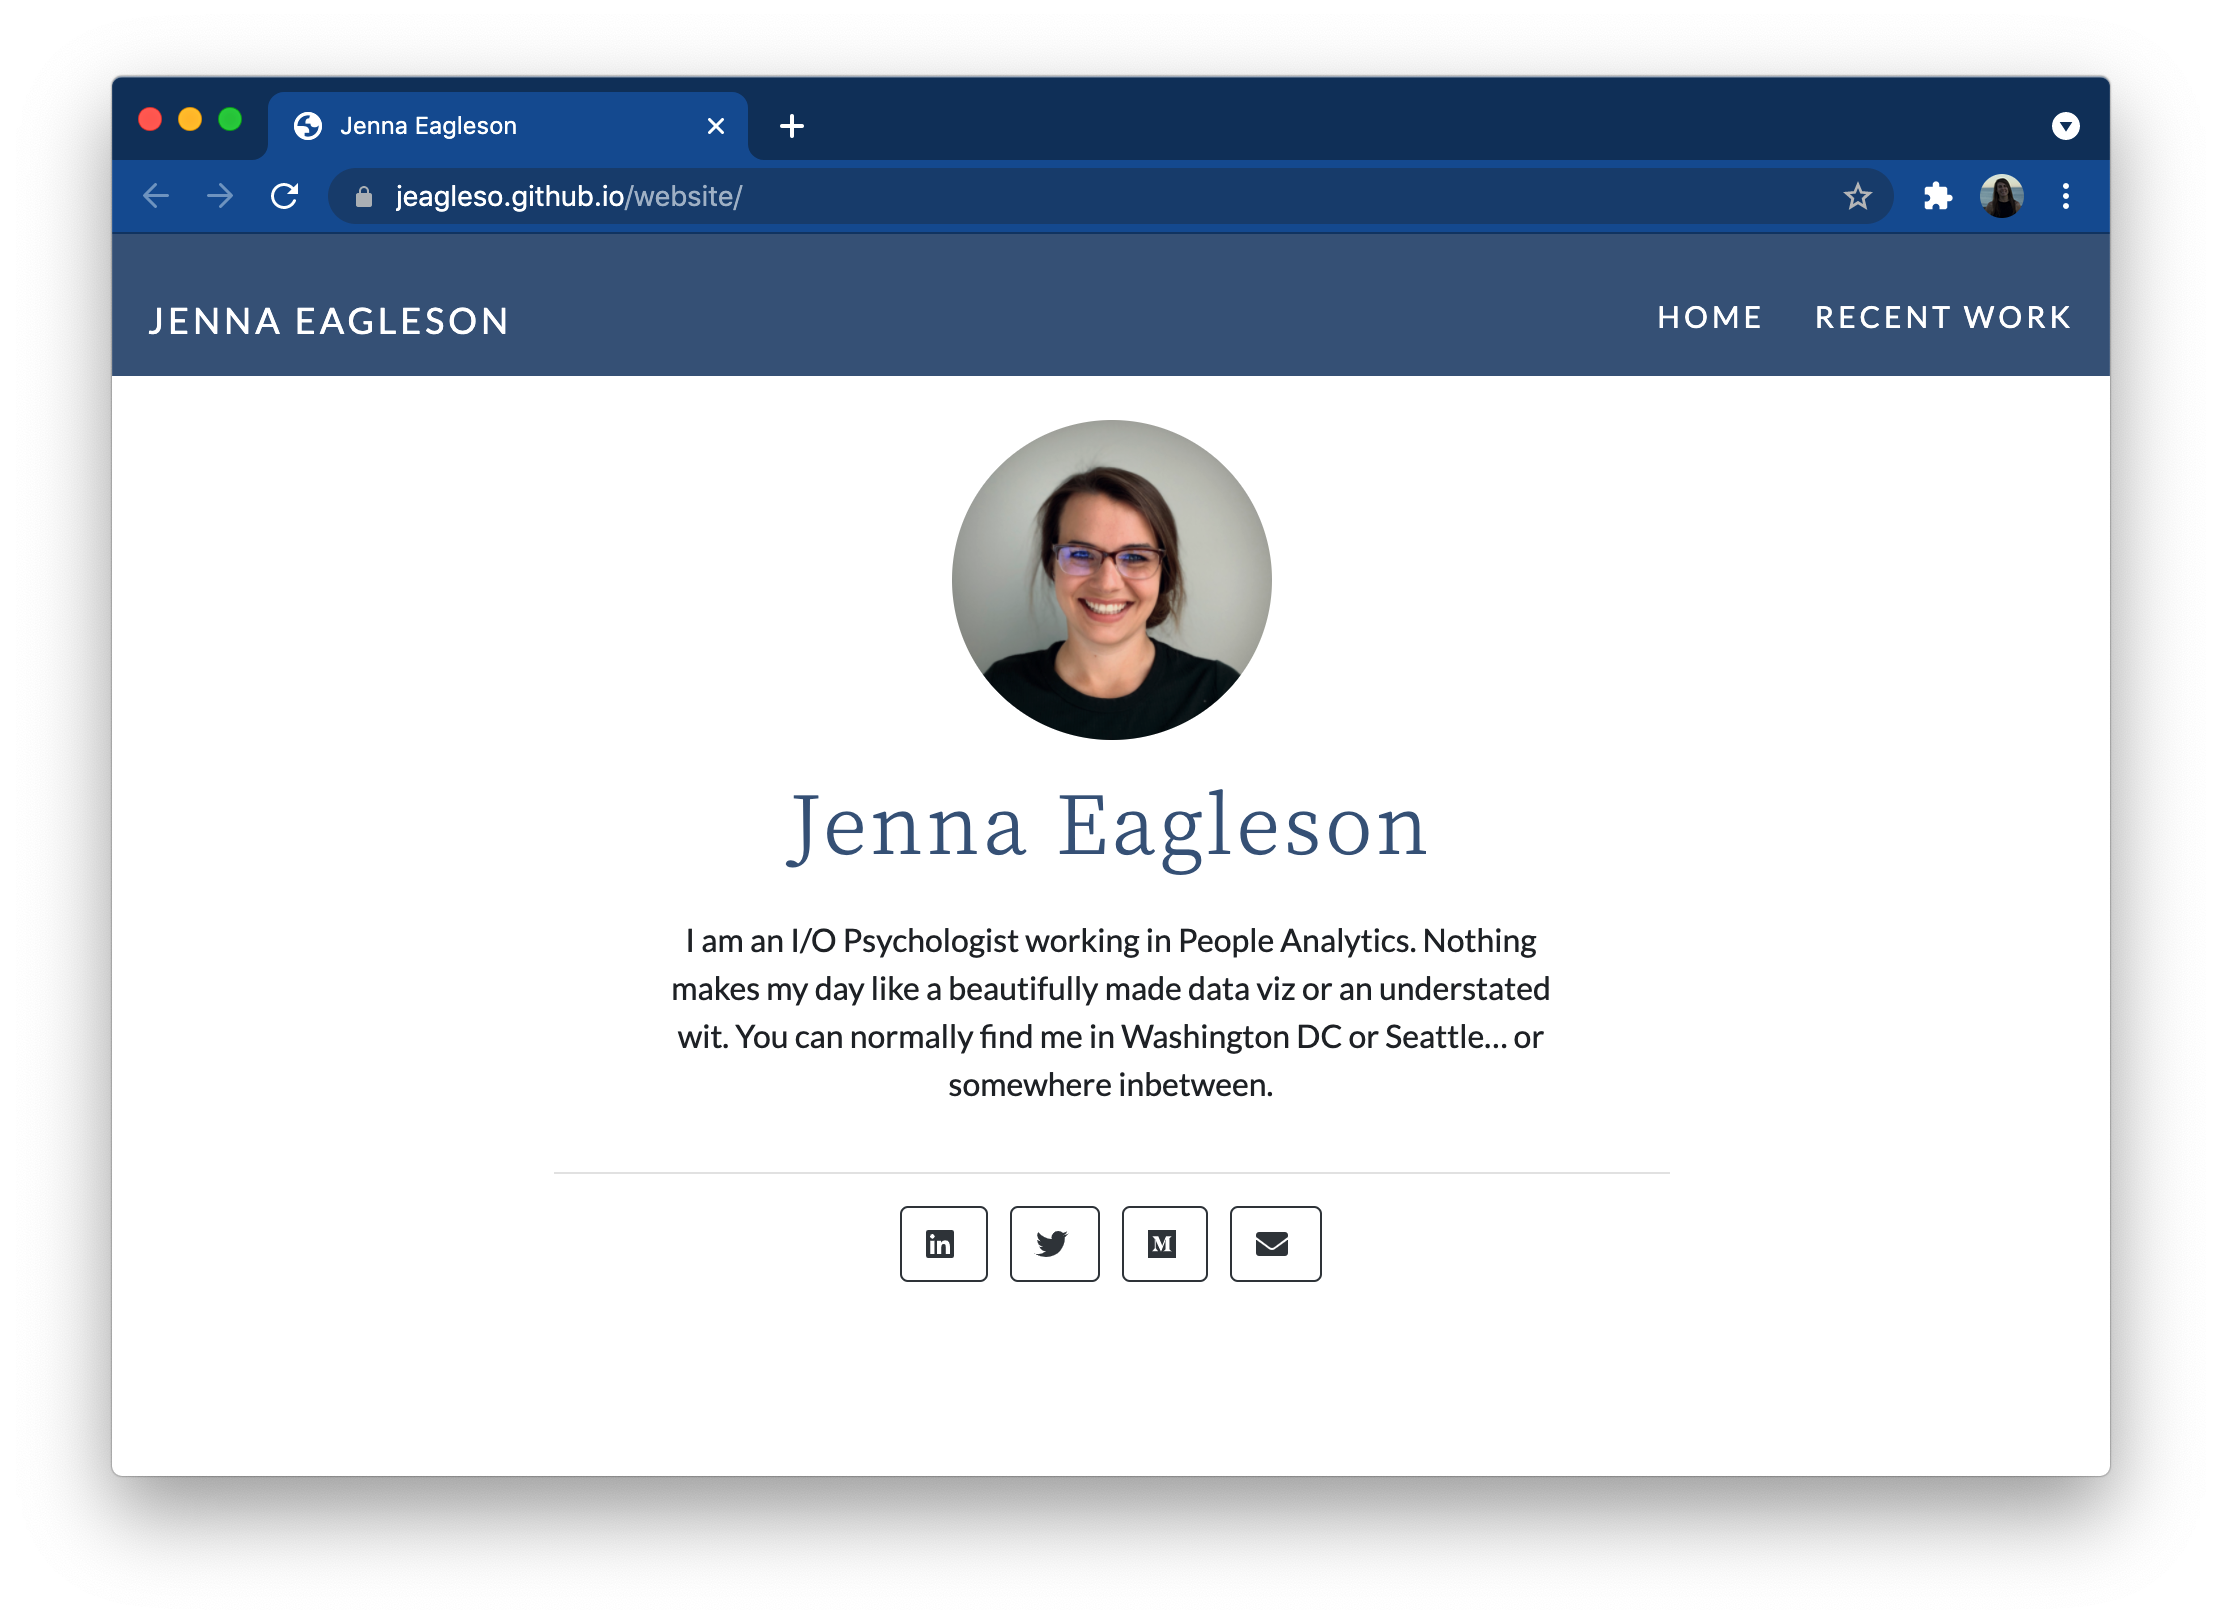 Jenna Eagleson
jeagleso.github.io/website/
JENNA EAGLESON
HOME
RECENT WORK
Jenna Eagleson
I am an I/O Psychologist working in People Analytics. Nothing
makes my day like a beautifully made data viz or an understated
wit. You can normally find me in Washington DC or Seattle... or
somewhere inbetween.
in
M